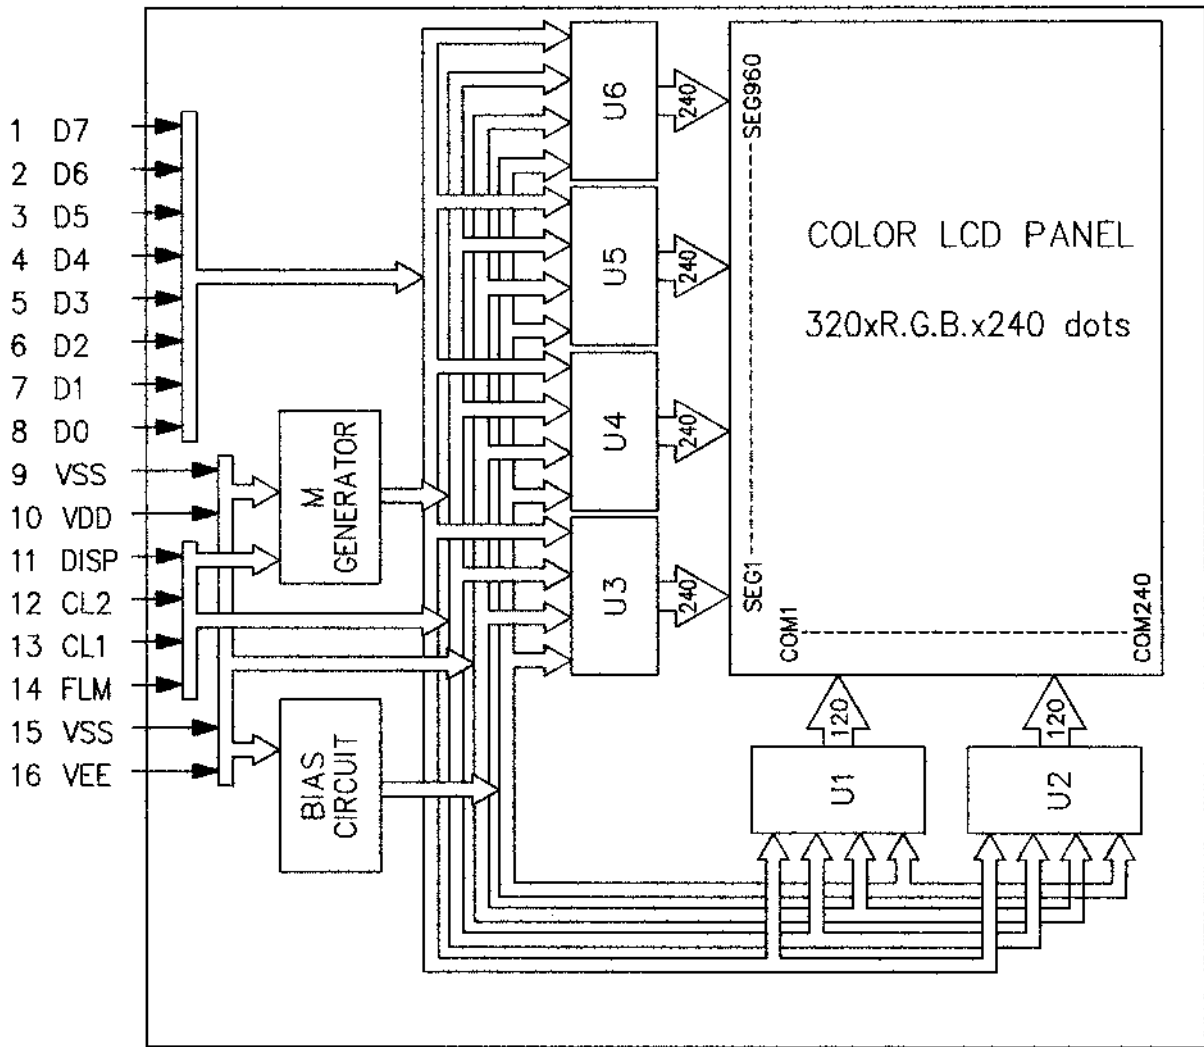 1 D7
2 D6
3 D5
4 D4
5 D3
6 D2
7 D1
8 D0
9 VSS
10 VDD
11 DISP
12 CL2
13 CL1
14 FLM
15 VSS
16 VEE
M
GENERATOR
BIAS
CIRCUIT
U6
U5
U4
U3
240
240
240
240
SEG960
SEG1
COLOR LCD PANEL
320xR.G.B.x240 dots
COM1
COM240
120
120
U1
U2